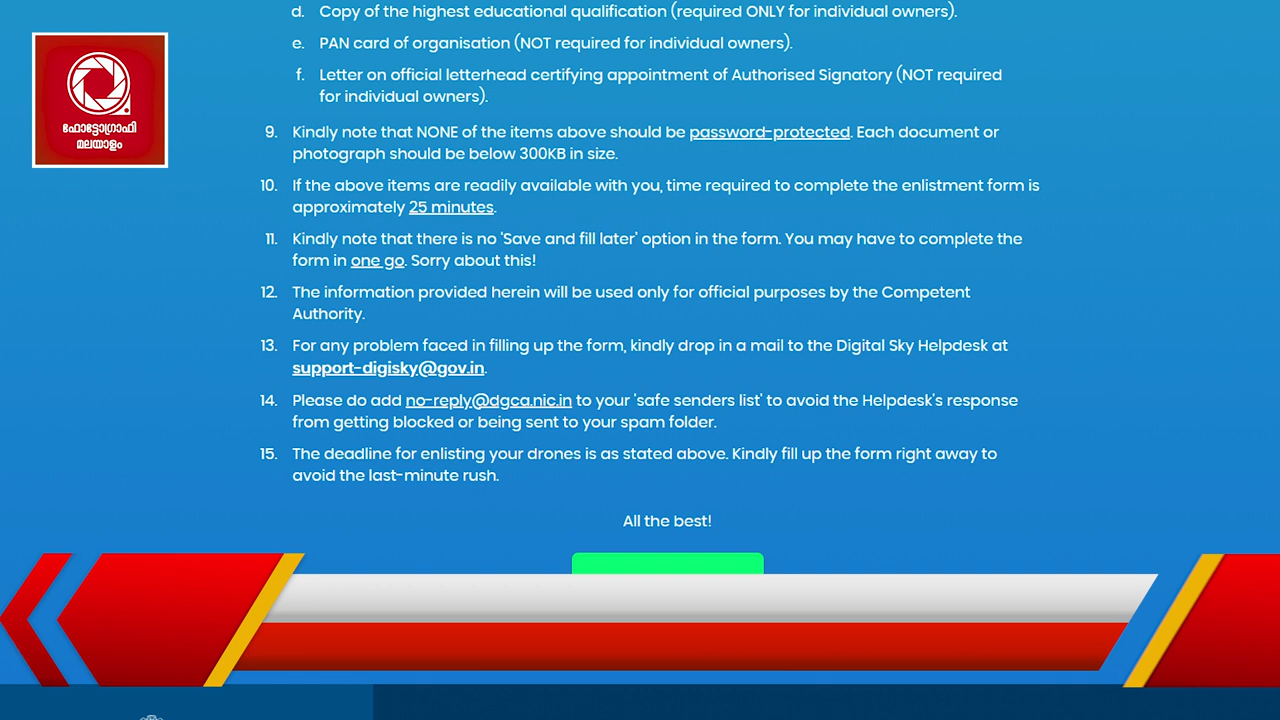 d. Copy of the highest educational qualification (required ONLY for individual owners).
e. PAN card of organisation (NOT required for individual owners).
f. Letter on official letterhead certifying appointment of Authorised Signatory (NOT required
for individual owners).
ഫോട്ടോഗ്രാഫി
മലയാളം
9. Kindly note that NONE of the items above should be password-protected. Each document or
photograph should be below 300KB in size.
10. If the above items are readily available with you, time required to complete the enlistment form is
approximately 25 minutes.
11. Kindly note that there is no 'Save and fill later' option in the form. You may have to complete the
form in one go. Sorry about this!
12. The information provided herein will be used only for official purposes by the Competent
Authority.
13. For any problem faced in filling up the form, kindly drop in a mail to the Digital Sky Helpdesk at
support-digisky@gov.in.
14. Please do add no-reply@dgca.nic.in to your 'safe senders list' to avoid the Helpdesk's response
from getting blocked or being sent to your spam folder.
15. The deadline for enlisting your drones is as stated above. Kindly fill up the form right away to
avoid the last-minute rush.
All the best!